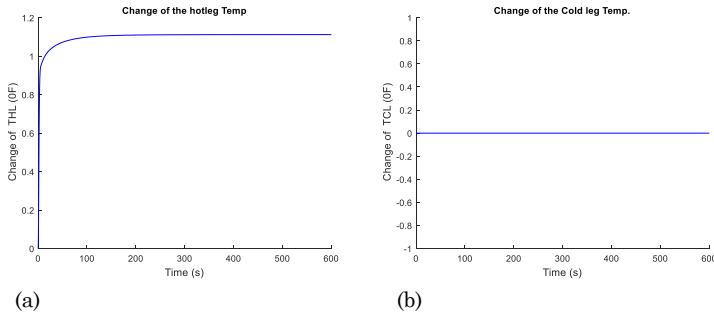 Change of the hotleg Temp
Change of THL (0F)
1.2
1
0.8
0.6
0.4
0.2
0
0 100 200 300 400 500 600
Time (s)
(a)
Change of the Cold leg Temp.
Change of TCL (0F)
1
0.8
0.6
0.4
0.2
0
-0.2
-0.4
-0.6
-0.8
-1
0 100 200 300 400 500 600
Time (s)
(b)